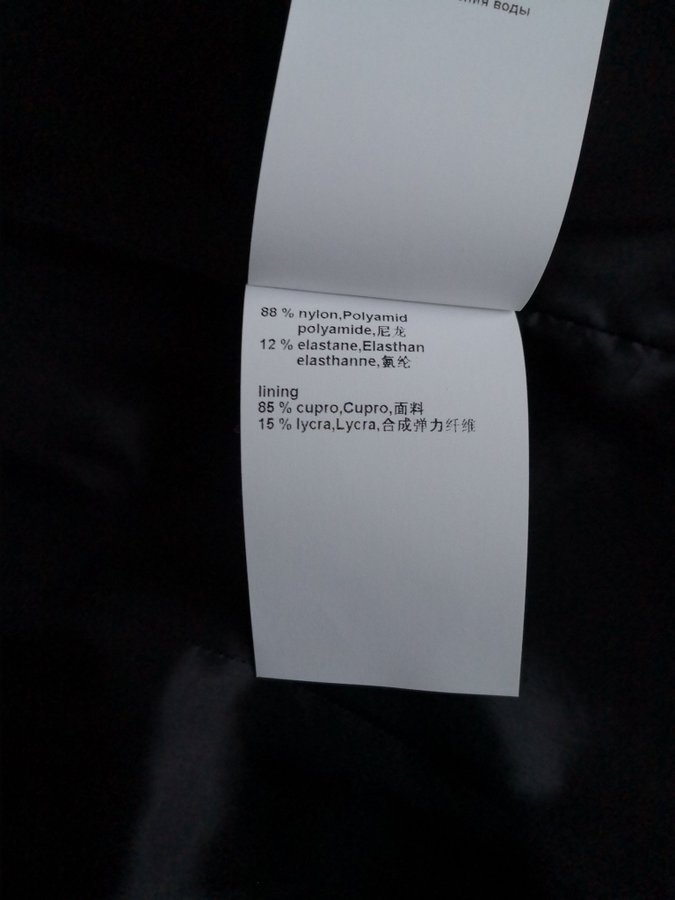 воды
88 % nylon,Polyamid
polyamide,尼龙
12 % elastane,Elasthan
elasthanne,氨纶
lining
85 % cupro,Cupro,面料
15 % lycra,Lycra,合成弹力纤维